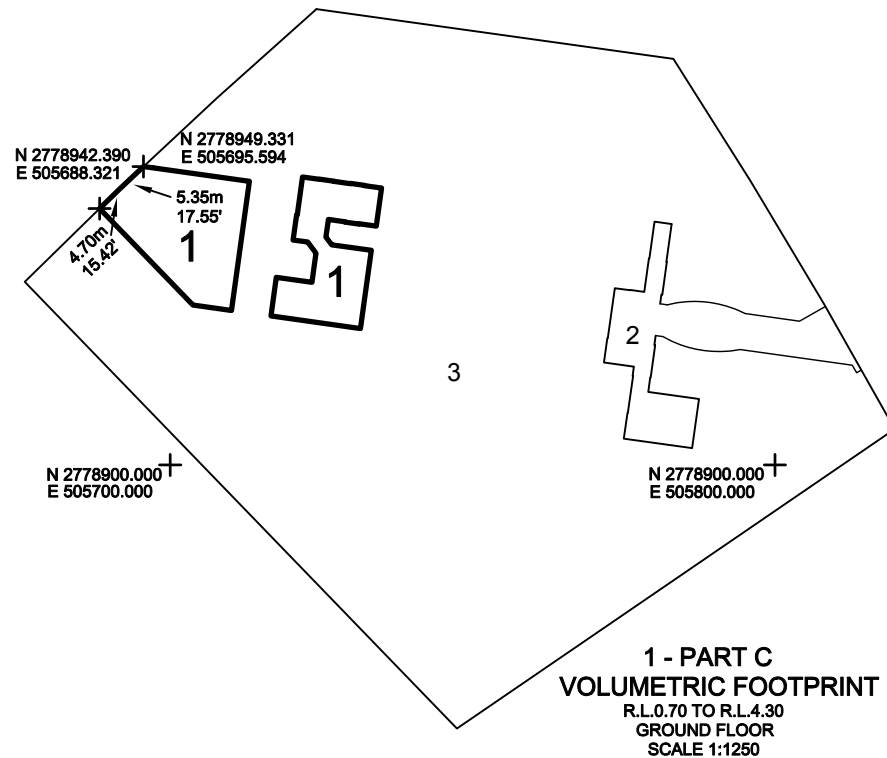 N 2778949.331
E 505695.594
N 2778942.390
E 505688.321
5.35m
17.55'
4.70m
15.42'
1
1
2
3
N 2778900.000
E 505700.000
N 2778900.000
E 505800.000
1 - PART C
VOLUMETRIC FOOTPRINT
R.L.0.70 TO R.L.4.30
GROUND FLOOR
SCALE 1:1250